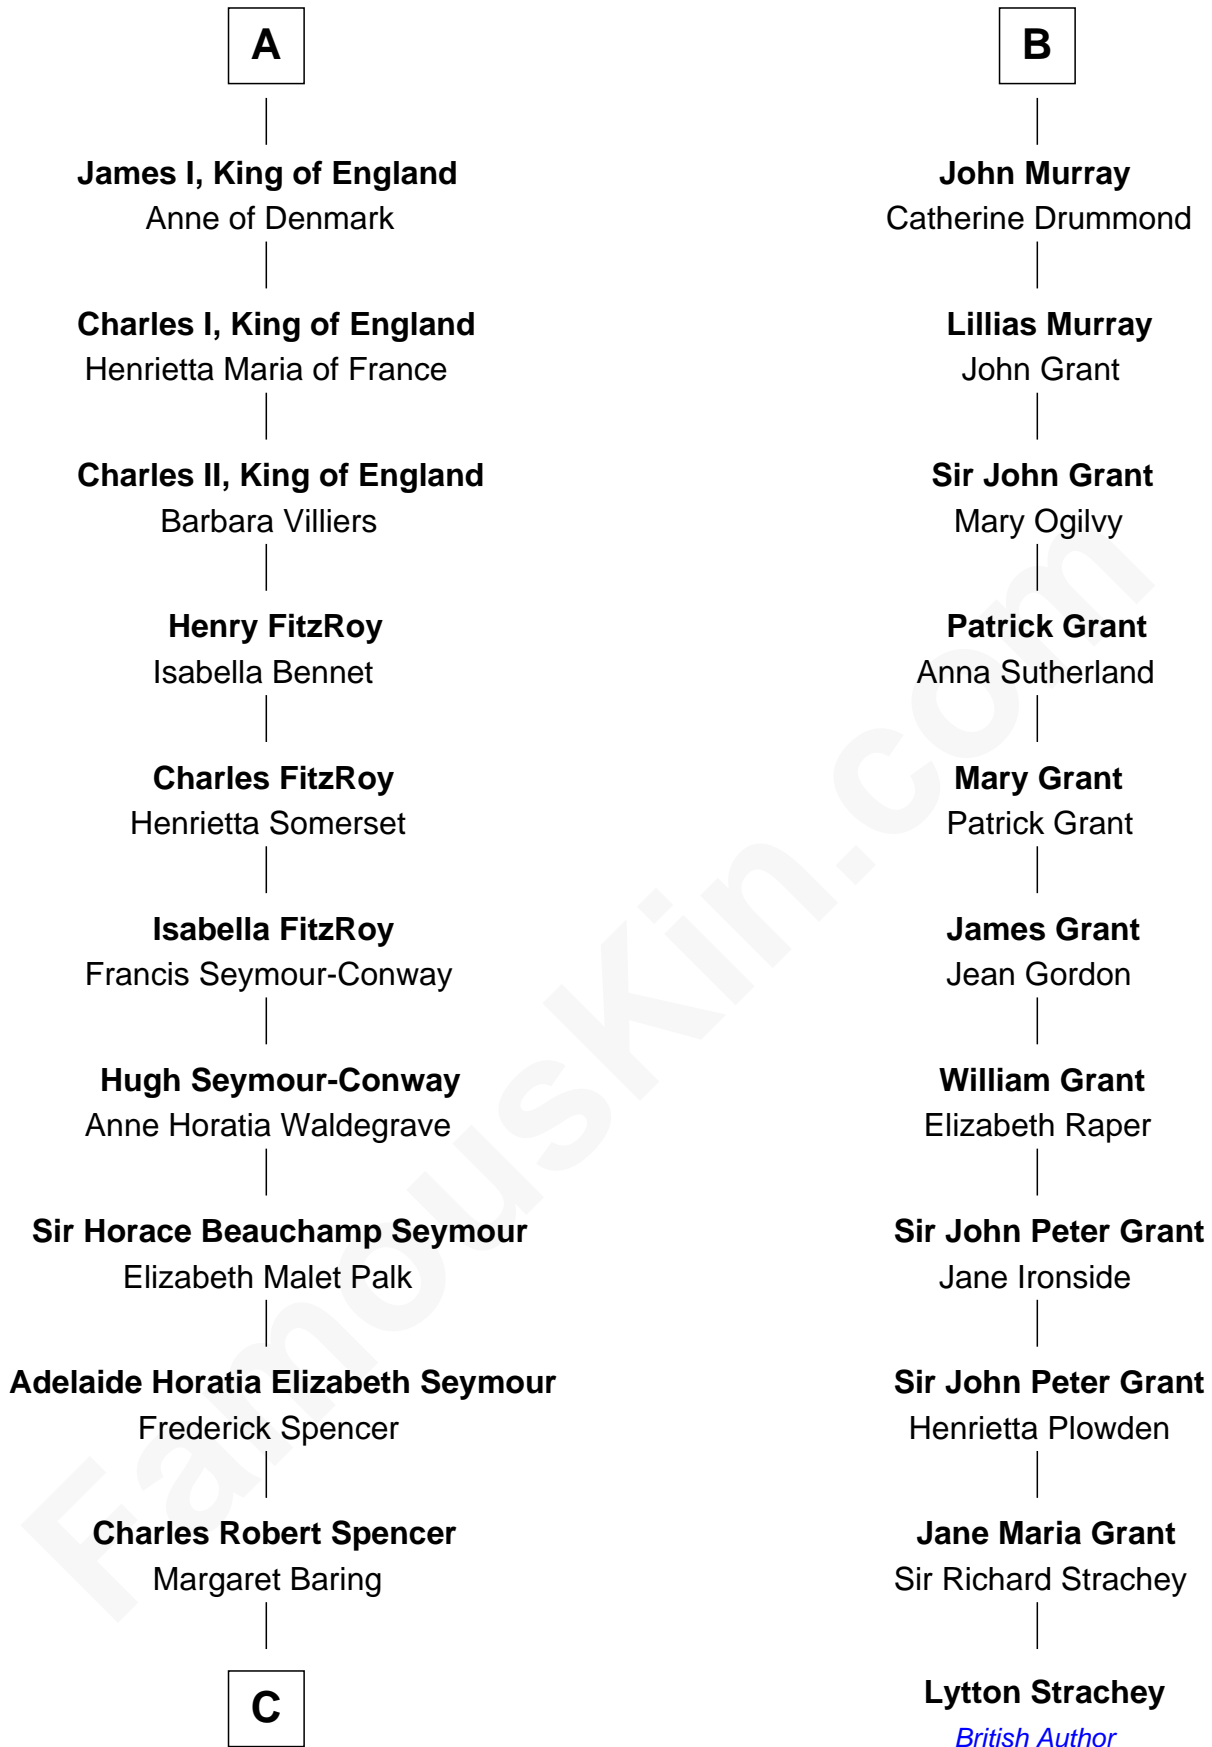 A
James I, King of England
Anne of Denmark
Charles I, King of England
Henrietta Maria of France
Charles II, King of England
Barbara Villiers
Henry FitzRoy
Isabella Bennet
Charles FitzRoy
Henrietta Somerset
Isabella FitzRoy
Francis Seymour-Conway
Hugh Seymour-Conway
Anne Horatia Waldegrave
Sir Horace Beauchamp Seymour
Elizabeth Malet Palk
Adelaide Horatia Elizabeth Seymour
Frederick Spencer
Charles Robert Spencer
Margaret Baring
C
B
John Murray
Catherine Drummond
Lillias Murray
John Grant
Sir John Grant
Mary Ogilvy
Patrick Grant
Anna Sutherland
Mary Grant
Patrick Grant
James Grant
Jean Gordon
William Grant
Elizabeth Raper
Sir John Peter Grant
Jane Ironside
Sir John Peter Grant
Henrietta Plowden
Jane Maria Grant
Sir Richard Strachey
Lytton Strachey
British Author
FamousKin.com